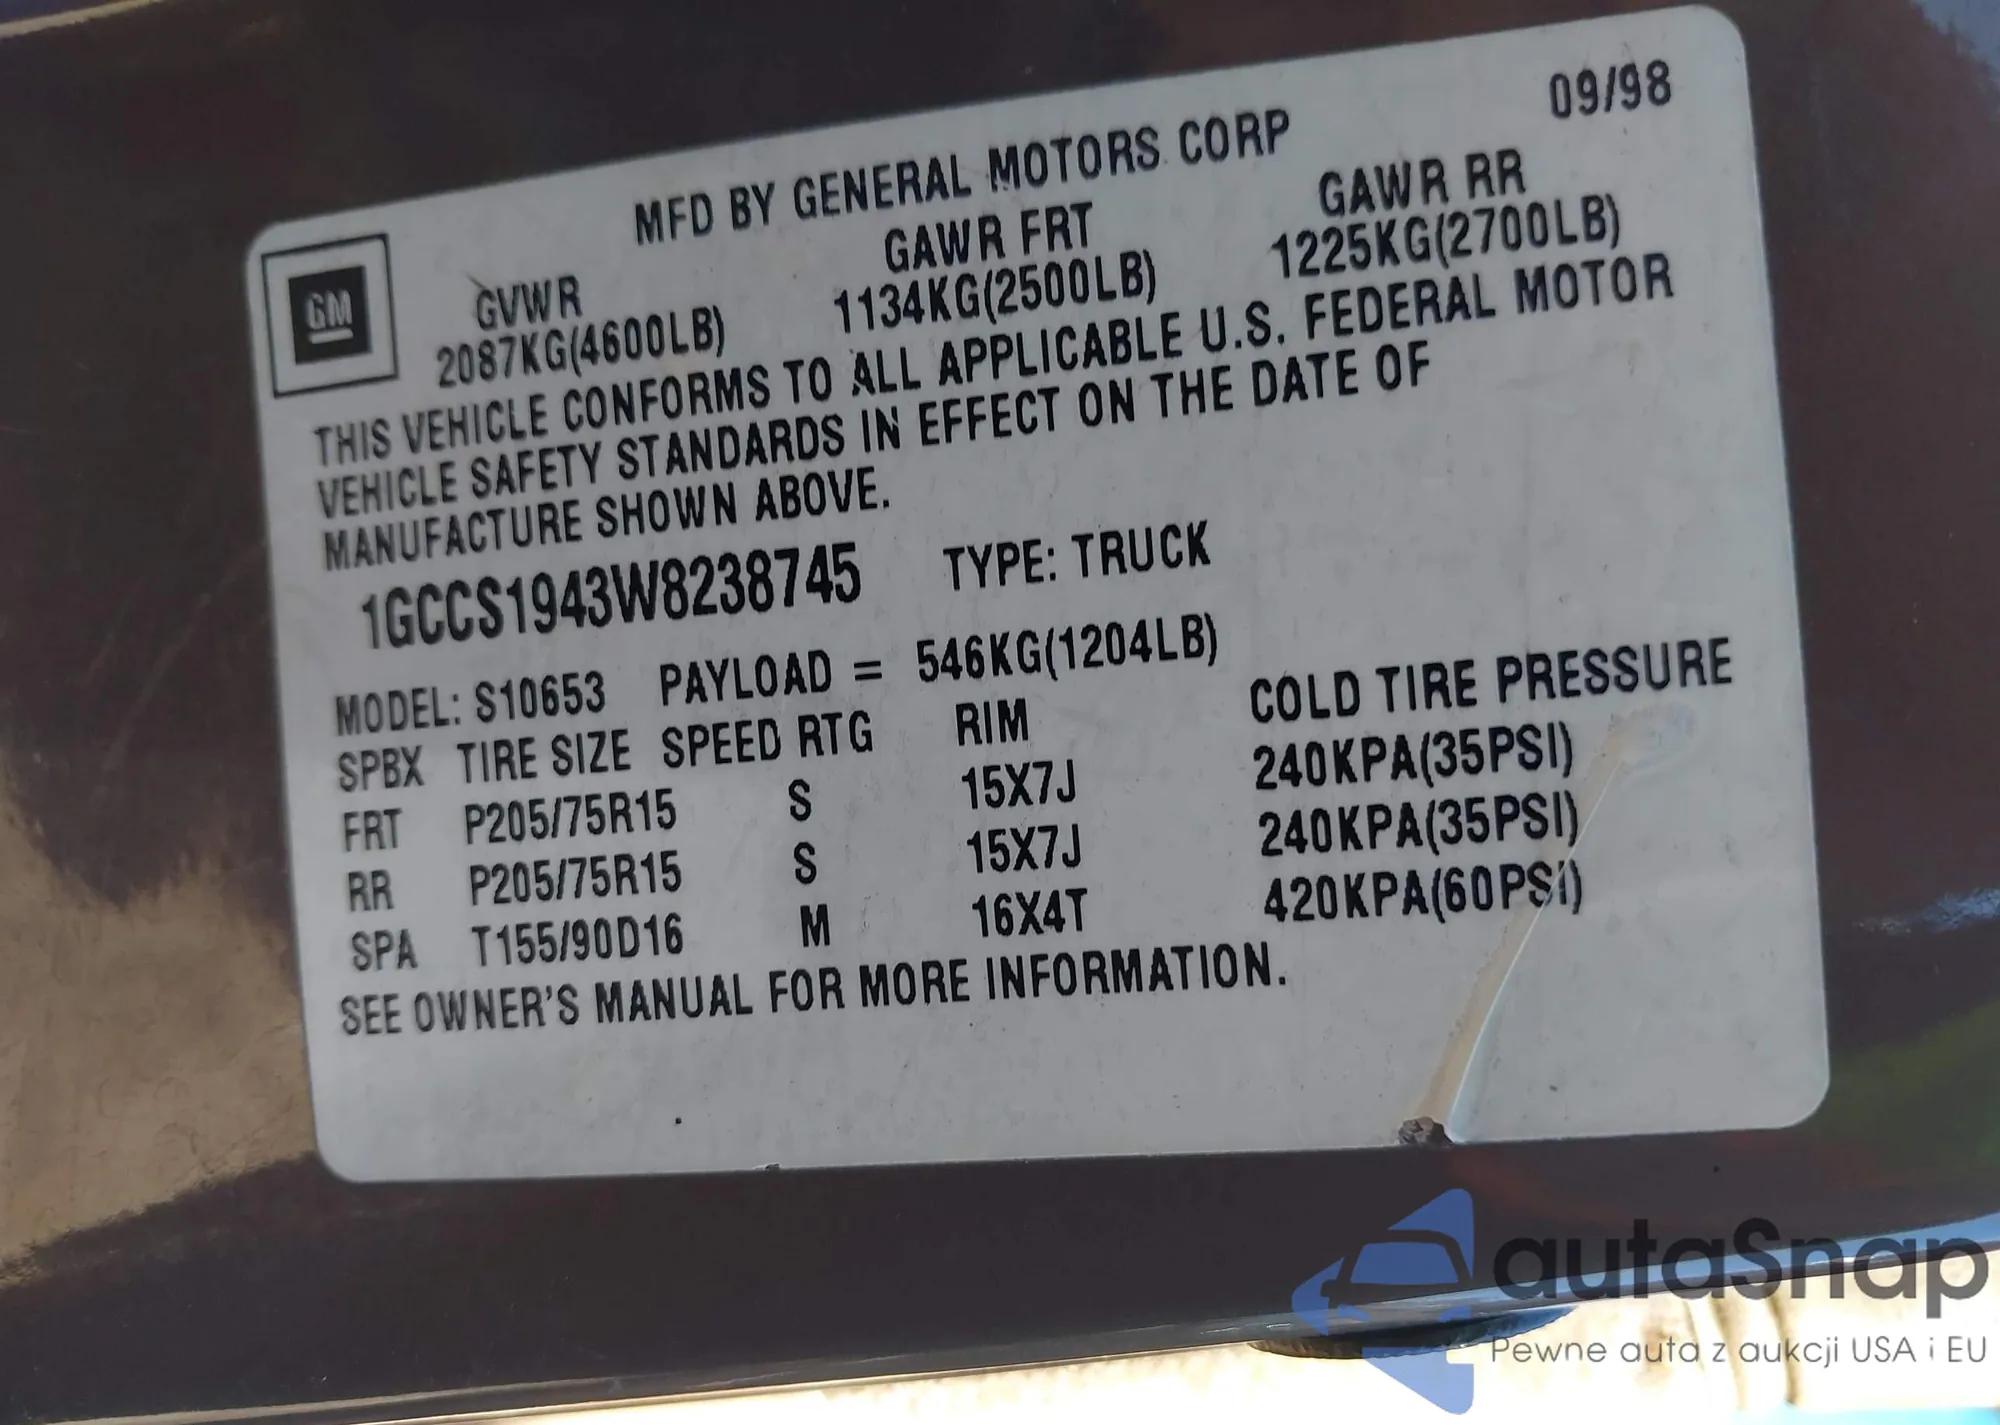 09/98
MFD BY GENERAL MOTORS CORP
GM
GVWR GAWR FRT GAWR RR
2087KG(4600LB) 1134KG(2500LB) 1225KG(2700LB)
THIS VEHICLE CONFORMS TO ALL APPLICABLE U.S. FEDERAL MOTOR
VEHICLE SAFETY STANDARDS IN EFFECT ON THE DATE OF
MANUFACTURE SHOWN ABOVE.
1GCCS1943W8238745 TYPE: TRUCK
MODEL: S10653 PAYLOAD = 546KG(1204LB)
SPBX TIRE SIZE SPEED RTG RIM COLD TIRE PRESSURE
FRT P205/75R15 S 15X7J 240KPA(35PSI)
RR P205/75R15 S 15X7J 240KPA(35PSI)
SPA T155/90D16 M 16X4T 420KPA(60PSI)
SEE OWNER'S MANUAL FOR MORE INFORMATION.
autaSnap
Pewne auta z aukcji USA i EU